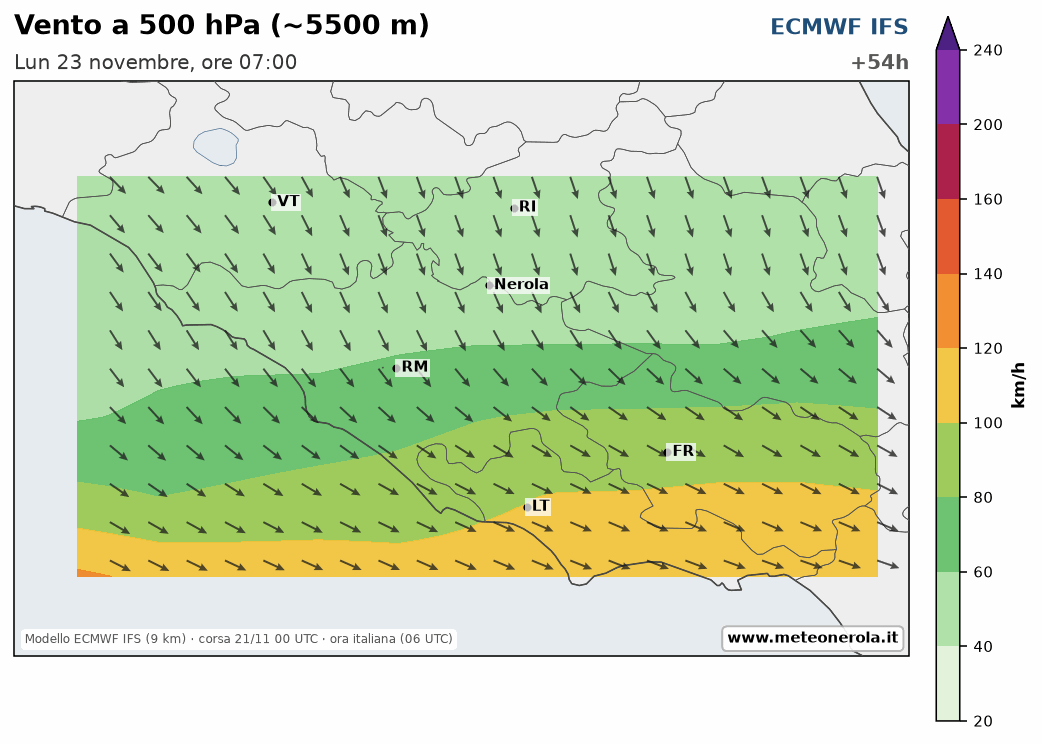 Vento a 500 hPa (~5500 m)
ECMWF IFS
Lun 23 novembre, ore 07:00
+54h
VT
RI
Nerola
RM
FR
LT
Modello ECMWF IFS (9 km) · corsa 21/11 00 UTC · ora italiana (06 UTC)
www.meteonerola.it
240
200
160
140
120
100
80
60
40
20
km/h